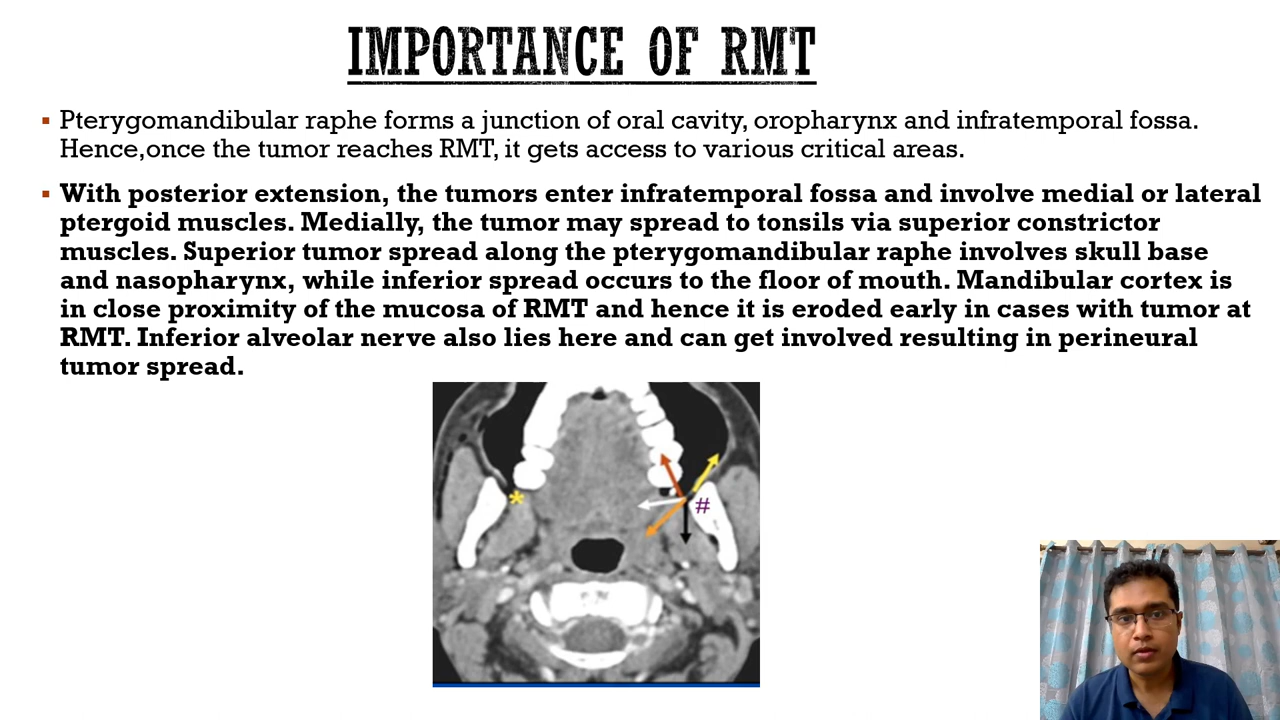 IMPORTANCE OF RMT
▪ Pterygomandibular raphe forms a junction of oral cavity, oropharynx and infratemporal fossa.
Hence,once the tumor reaches RMT, it gets access to various critical areas.
▪ With posterior extension, the tumors enter infratemporal fossa and involve medial or lateral
ptergoid muscles. Medially, the tumor may spread to tonsils via superior constrictor
muscles. Superior tumor spread along the pterygomandibular raphe involves skull base
and nasopharynx, while inferior spread occurs to the floor of mouth. Mandibular cortex is
in close proximity of the mucosa of RMT and hence it is eroded early in cases with tumor at
RMT. Inferior alveolar nerve also lies here and can get involved resulting in perineural
tumor spread.
* #